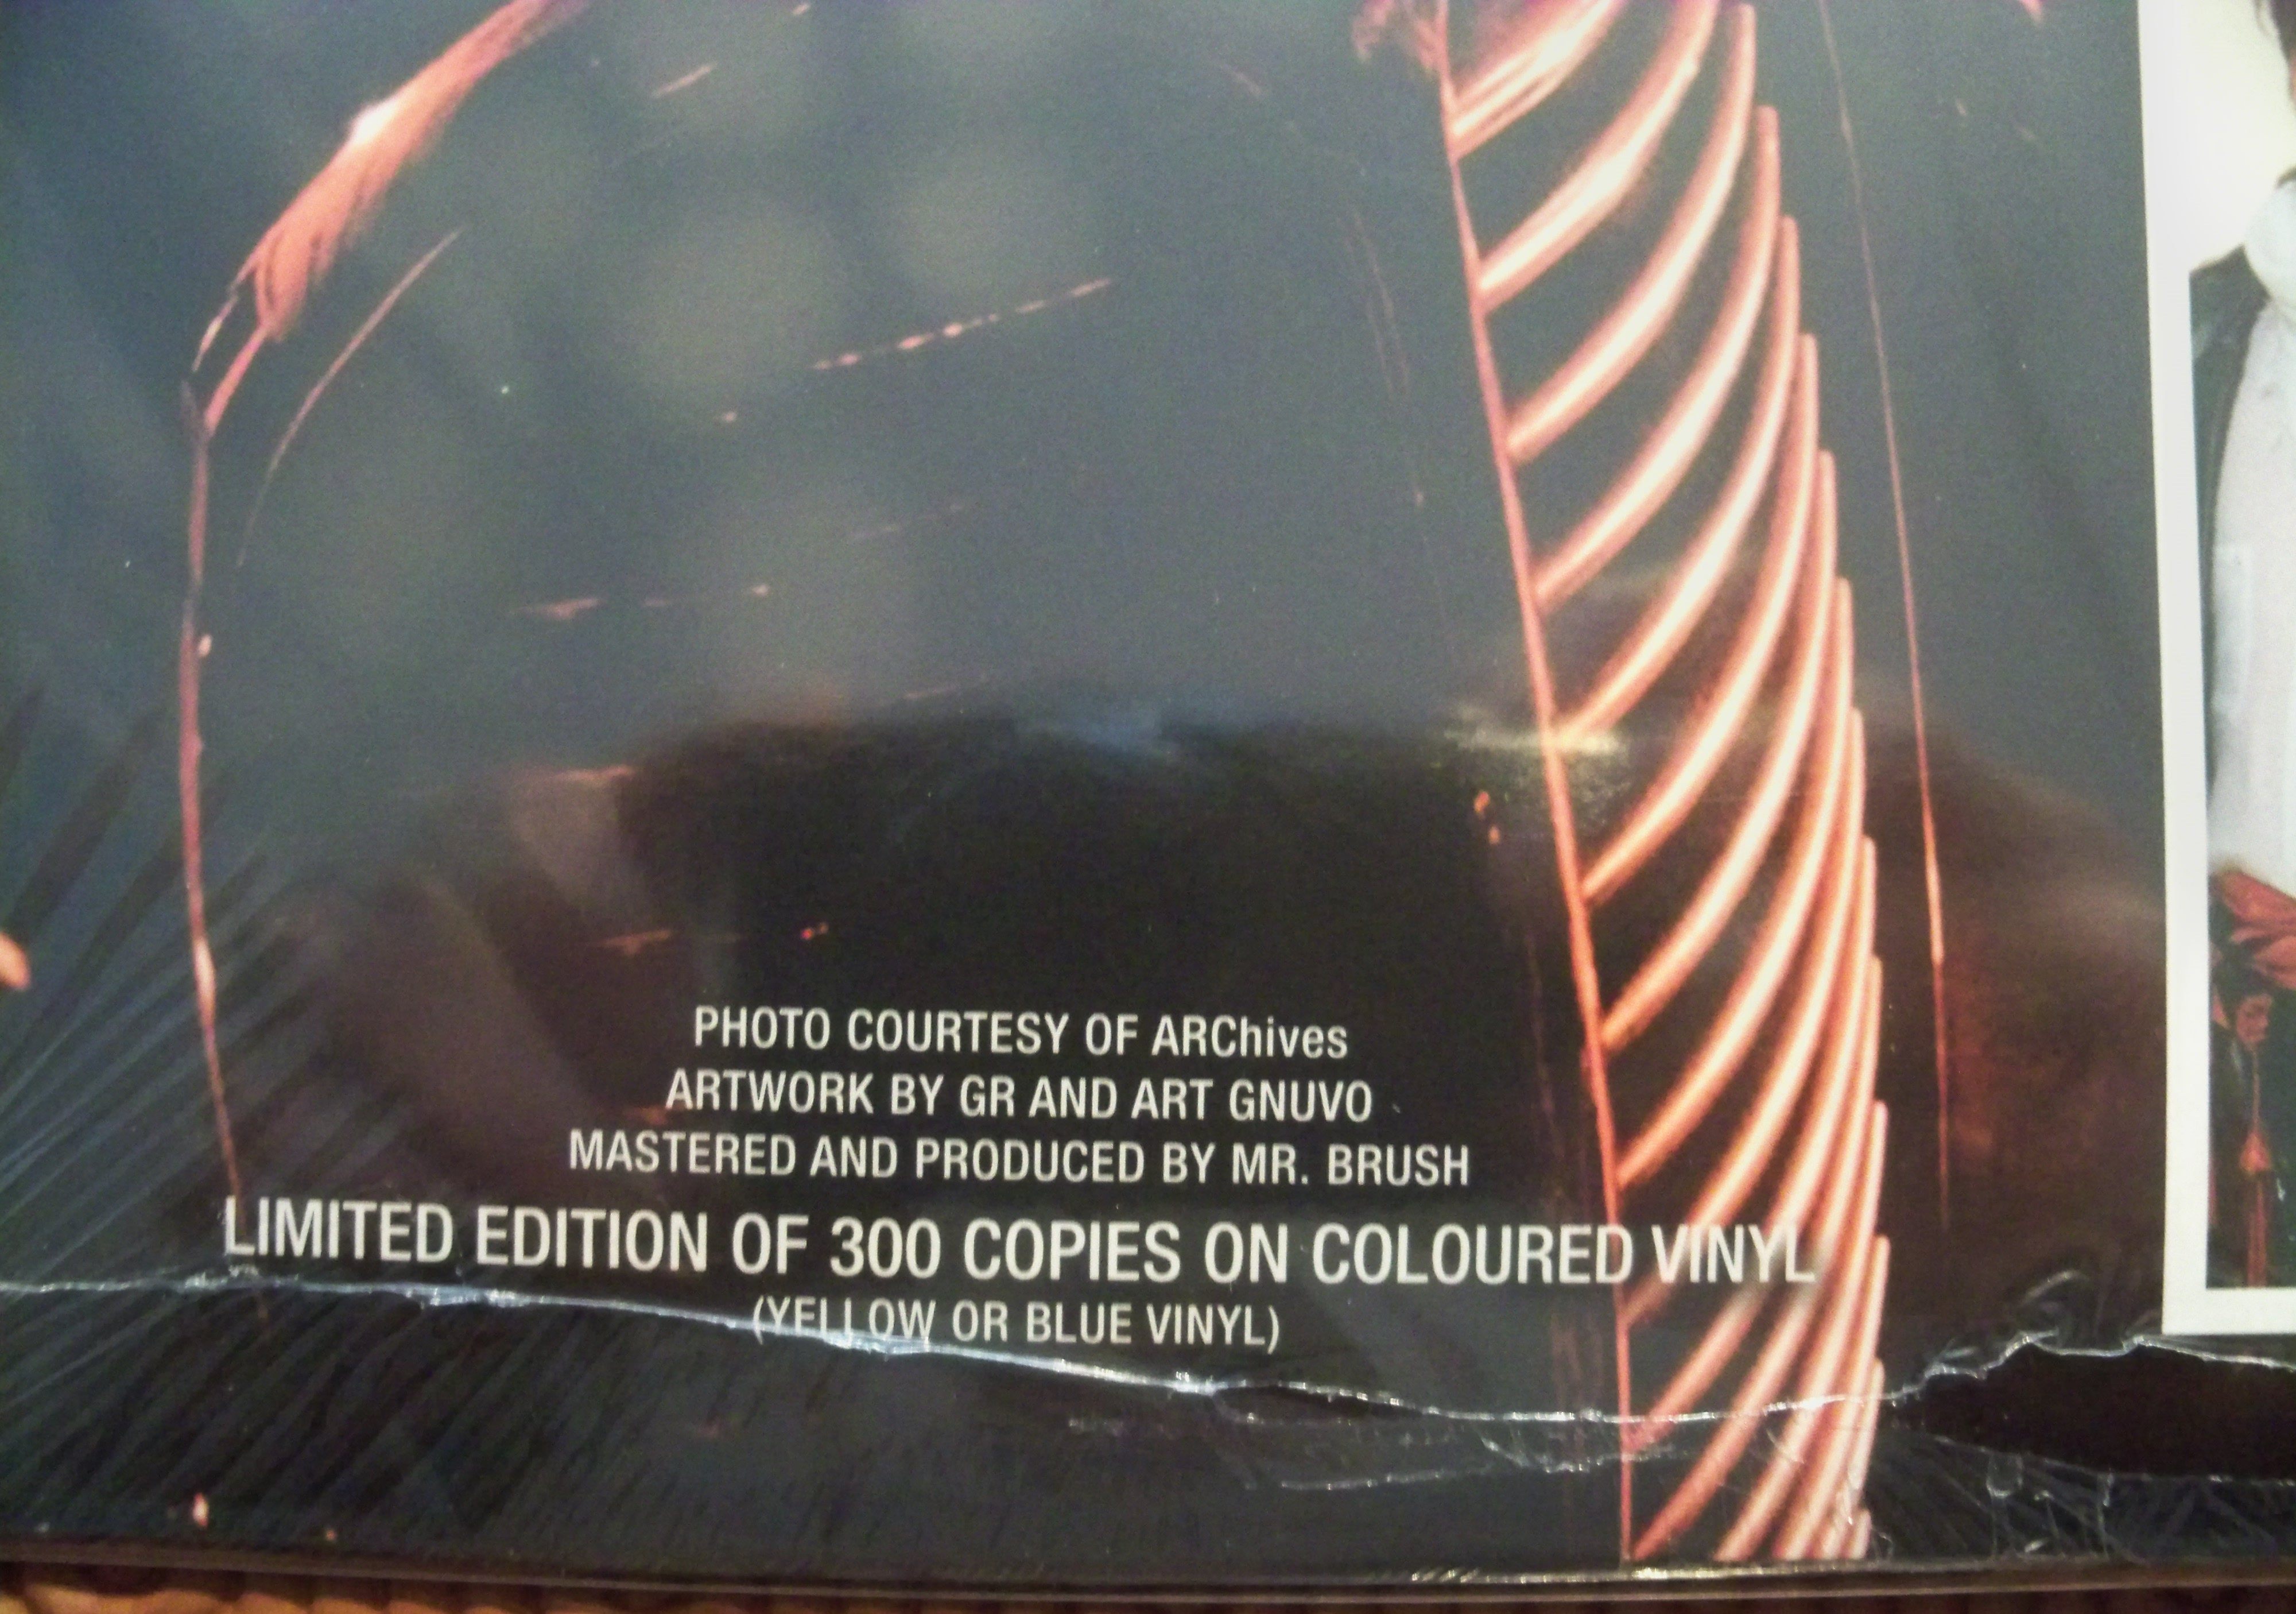 PHOTO COURTESY OF ARChives
ARTWORK BY GR AND ART GNUVO
MASTERED AND PRODUCED BY MR. BRUSH
LIMITED EDITION OF 300 COPIES ON COLOURED VINYL
(YELLOW OR BLUE VINYL)